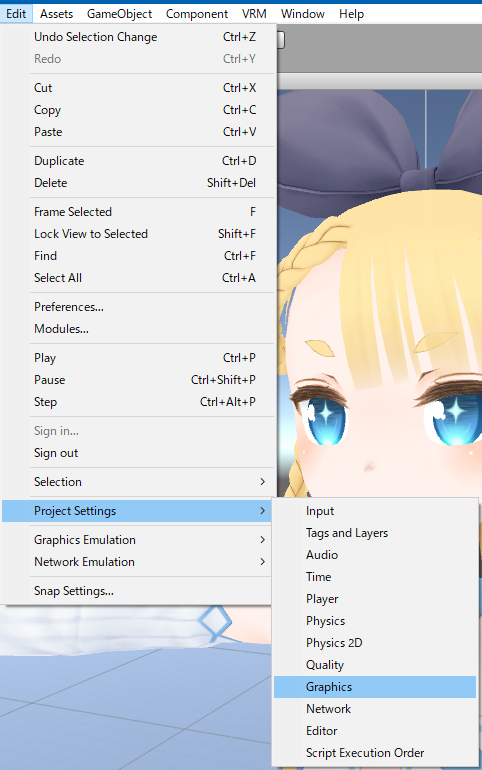 Edit Assets GameObject Component VRM Window Help
Undo Selection Change Ctrl+Z
Redo Ctrl+Y
Cut Ctrl+X
Copy Ctrl+C
Paste Ctrl+V
Duplicate Ctrl+D
Delete Shift+Del
Frame Selected F
Lock View to Selected Shift+F
Find Ctrl+F
Select All Ctrl+A
Preferences...
Modules...
Play Ctrl+P
Pause Ctrl+Shift+P
Step Ctrl+Alt+P
Sign in...
Sign out
Selection
Project Settings
Graphics Emulation
Network Emulation
Snap Settings...
Input
Tags and Layers
Audio
Time
Player
Physics
Physics 2D
Quality
Graphics
Network
Editor
Script Execution Order